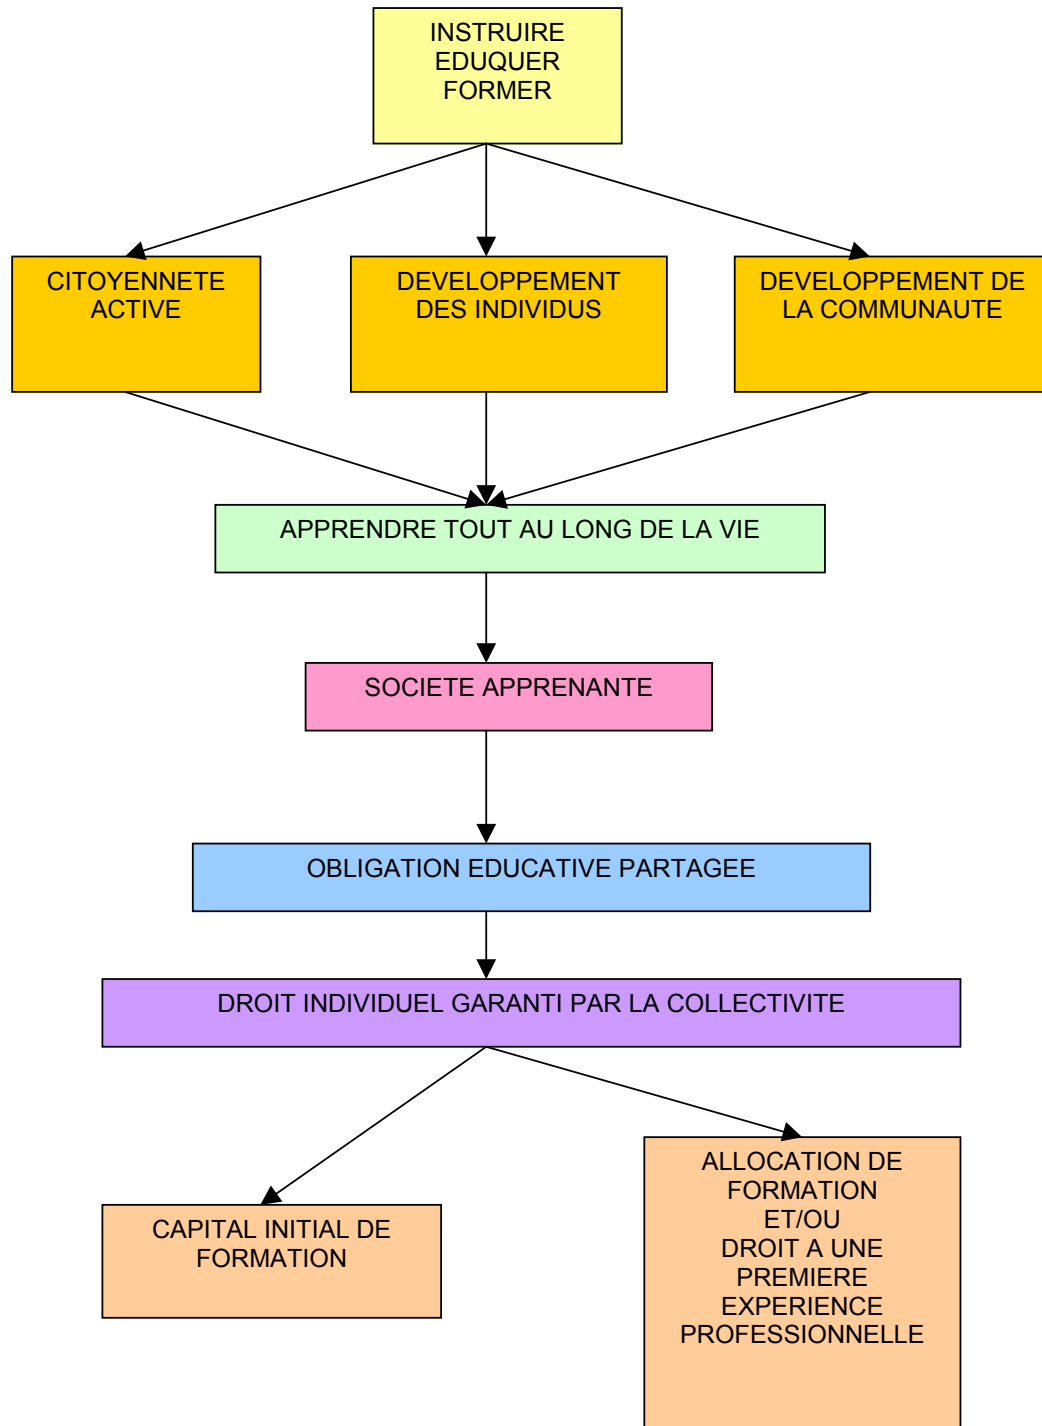 INSTRUIRE
EDUQUER
FORMER
CITOYENNETE
ACTIVE
DEVELOPPEMENT
DES INDIVIDUS
DEVELOPPEMENT DE
LA COMMUNAUTE
APPRENDRE TOUT AU LONG DE LA VIE
SOCIETE APPRENANTE
OBLIGATION EDUCATIVE PARTAGEE
DROIT INDIVIDUEL GARANTI PAR LA COLLECTIVITE
CAPITAL INITIAL DE
FORMATION
ALLOCATION DE
FORMATION
ET/OU
DROIT A UNE
PREMIERE
EXPERIENCE
PROFESSIONNELLE